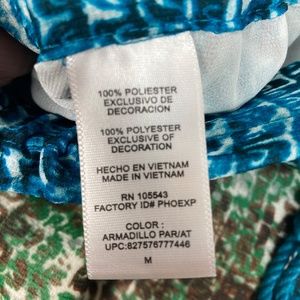 100% POLIESTER
EXCLUSIVO DE
DECORACION
100% POLYESTER
EXCLUSIVE OF
DECORATION
HECHO EN VIETNAM
MADE IN VIETNAM
RN 105543
FACTORY ID# PHOEXP
COLOR :
ARMADILLO PAR/AT
UPC:827576777446
M